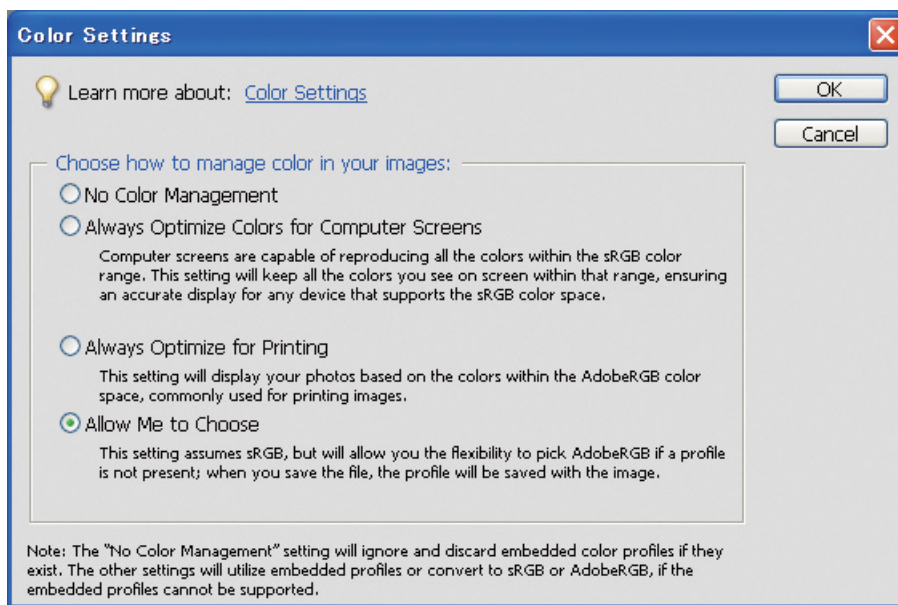 Color Settings
Learn more about: Color Settings
OK
Cancel
Choose how to manage color in your images:
No Color Management
Always Optimize Colors for Computer Screens
Computer screens are capable of reproducing all the colors within the sRGB color
range. This setting will keep all the colors you see on screen within that range, ensuring
an accurate display for any device that supports the sRGB color space.
Always Optimize for Printing
This setting will display your photos based on the colors within the AdobeRGB color
space, commonly used for printing images.
Allow Me to Choose
This setting assumes sRGB, but will allow you the flexibility to pick AdobeRGB if a profile
is not present; when you save the file, the profile will be saved with the image.
Note: The "No Color Management" setting will ignore and discard embedded color profiles if they
exist. The other settings will utilize embedded profiles or convert to sRGB or AdobeRGB, if the
embedded profiles cannot be supported.